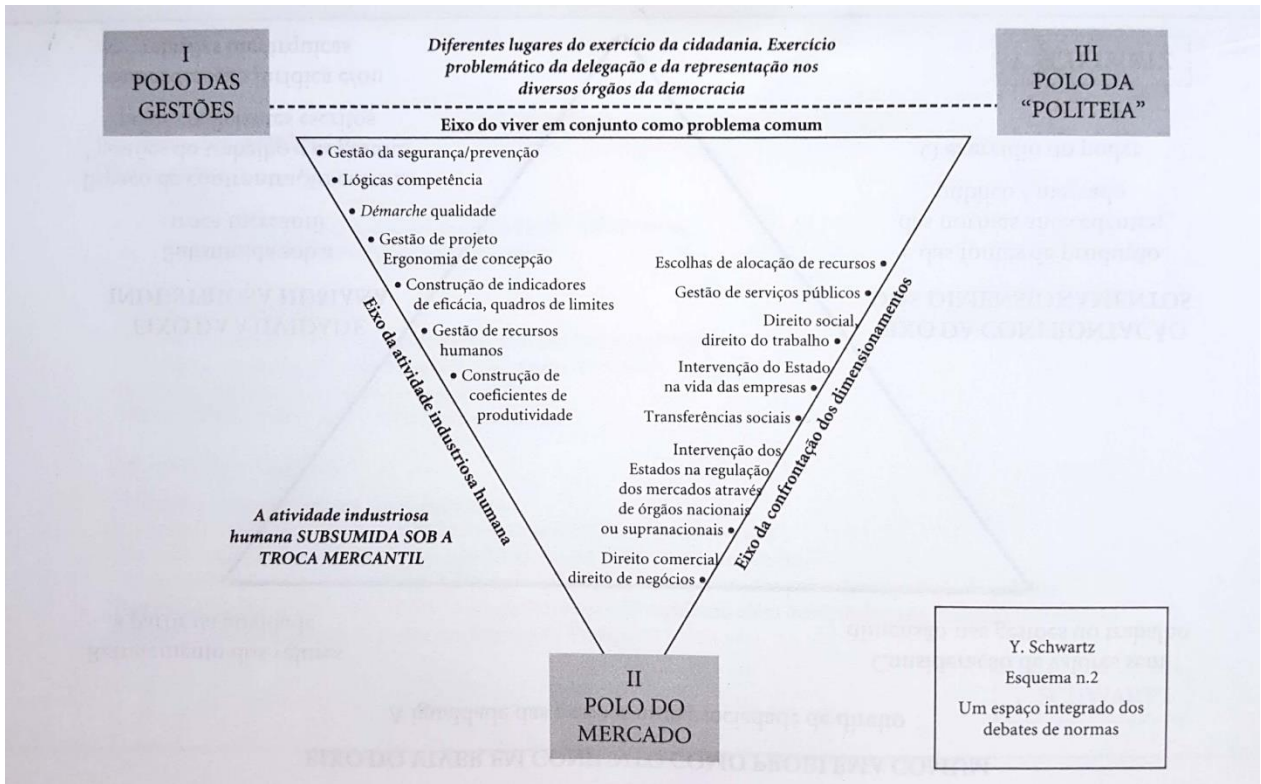 I
POLO DAS
GESTÕES
Diferentes lugares do exercício da cidadania. Exercício
problemático da delegação e da representação nos
diversos órgãos da democracia
III
POLO DA
“POLITEIA”
Eixo do viver em conjunto como problema comum
• Gestão da segurança/prevenção
• Lógicas competência
• Démarche qualidade
• Gestão de projeto
Ergonomia de concepção
• Construção de indicadores
de eficácia, quadros de limites
• Gestão de recursos
humanos
• Construção de
coeficientes de
produtividade
Eixo da atividade industriosa humana
Escolhas de alocação de recursos •
Gestão de serviços públicos •
Direito social,
direito do trabalho •
Intervenção do Estado
na vida das empresas •
Transferências sociais •
Intervenção dos
Estados na regulação
dos mercados através
de órgãos nacionais
ou supranacionais •
Direito comercial,
direito de negócios •
Eixo da confrontação dos dimensionamentos
A atividade industriosa
humana SUBSUMIDA SOB A
TROCA MERCANTIL
II
POLO DO
MERCADO
Y. Schwartz
Esquema n.2
Um espaço integrado dos
debates de normas